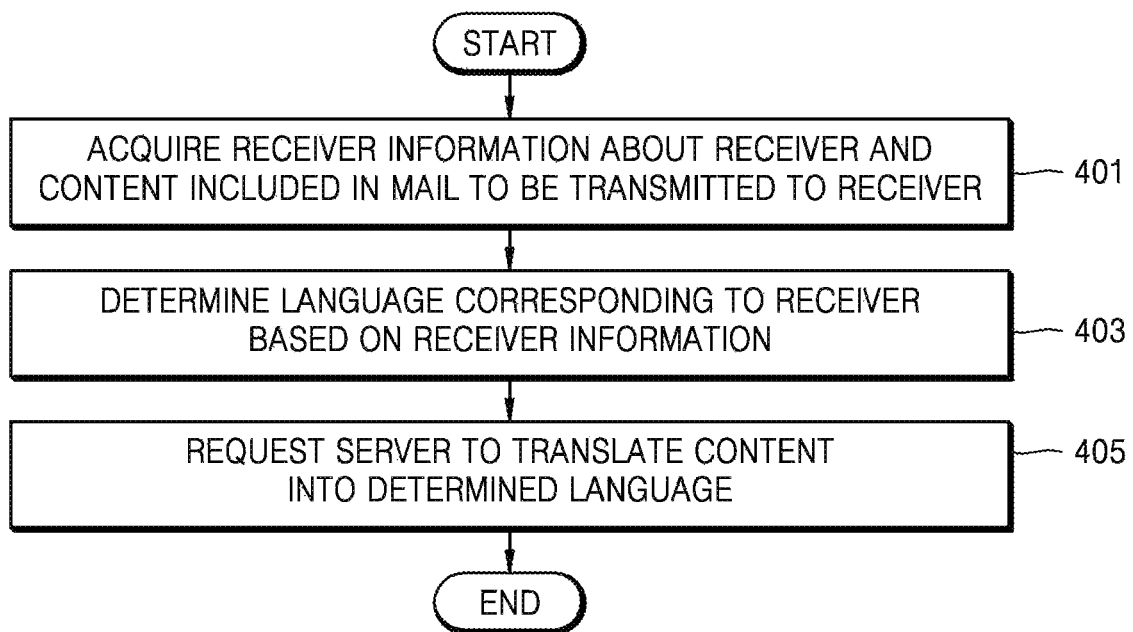 START
ACQUIRE RECEIVER INFORMATION ABOUT RECEIVER AND
CONTENT INCLUDED IN MAIL TO BE TRANSMITTED TO RECEIVER
401
DETERMINE LANGUAGE CORRESPONDING TO RECEIVER
BASED ON RECEIVER INFORMATION
403
REQUEST SERVER TO TRANSLATE CONTENT
INTO DETERMINED LANGUAGE
405
END